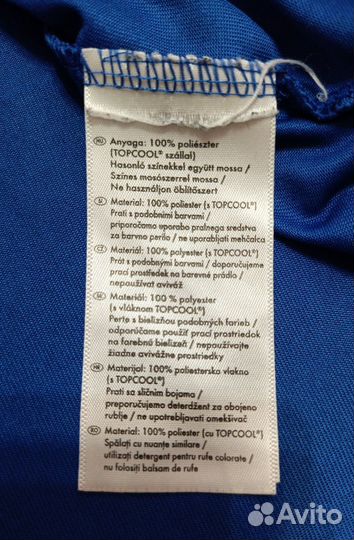 HU Anyaga: 100% poliészter
(TOPCOOL® szállal)
Hasonló színekkel együtt mossa /
Színes mosószerrel mossa /
Ne használjon öblítőszert
SI Material: 100% poliester (s TOPCOOL®)
Prati s podobnimi barvami /
priporočamo uporabo pralnega sredstva
za barvno perilo / ne uporabljati mehčalca
CZ Materiál: 100% polyester (s TOPCOOL®)
Prát s podobnými barvami / doporučujeme
prací prostředek na barevné prádlo /
nepoužívat aviváž
SK Materiál: 100 % polyester
(s vláknom TOPCOOL®)
Perte s bielizňou podobných farieb /
odporúčame použiť prací prostriedok
na farebnú bielizeň / nepoužívajte
žiadne avivážne prostriedky
HR Materijal: 100% poliestersko vlakno
(s TOPCOOL®)
Prati sa sličnim bojama /
preporučujemo deterdžent za obojeno
rublje / ne upotrebljavati omekšivač
RO Material: 100% poliester (cu TOPCOOL®)
Spălați cu nuanțe similare /
utilizați detergent pentru rufe colorate /
nu folosiți balsam de rufe
Avito